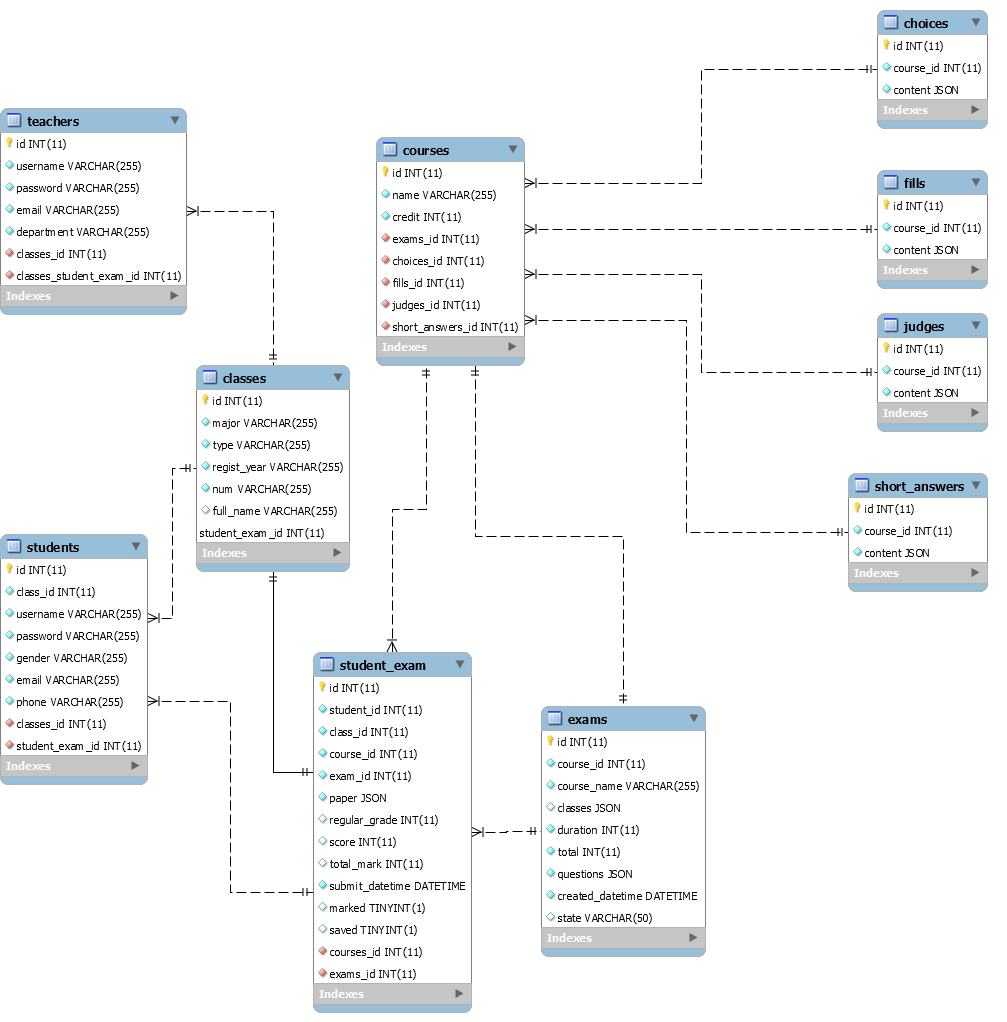 choices
id INT(11)
course_id INT(11)
content JSON
Indexes
teachers
id INT(11)
username VARCHAR(255)
password VARCHAR(255)
email VARCHAR(255)
department VARCHAR(255)
classes_id INT(11)
classes_student_exam_id INT(11)
Indexes
courses
id INT(11)
name VARCHAR(255)
credit INT(11)
exams_id INT(11)
choices_id INT(11)
fills_id INT(11)
judges_id INT(11)
short_answers_id INT(11)
Indexes
fills
id INT(11)
course_id INT(11)
content JSON
Indexes
judges
id INT(11)
course_id INT(11)
content JSON
Indexes
classes
id INT(11)
major VARCHAR(255)
type VARCHAR(255)
regist_year VARCHAR(255)
num VARCHAR(255)
full_name VARCHAR(255)
student_exam_id INT(11)
Indexes
short_answers
id INT(11)
course_id INT(11)
content JSON
Indexes
students
id INT(11)
class_id INT(11)
username VARCHAR(255)
password VARCHAR(255)
gender VARCHAR(255)
email VARCHAR(255)
phone VARCHAR(255)
classes_id INT(11)
student_exam_id INT(11)
Indexes
student_exam
id INT(11)
student_id INT(11)
class_id INT(11)
course_id INT(11)
exam_id INT(11)
paper JSON
regular_grade INT(11)
score INT(11)
total_mark INT(11)
submit_datetime DATETIME
marked TINYINT(1)
saved TINYINT(1)
courses_id INT(11)
exams_id INT(11)
Indexes
exams
id INT(11)
course_id INT(11)
course_name VARCHAR(255)
classes JSON
duration INT(11)
total INT(11)
questions JSON
created_datetime DATETIME
state VARCHAR(50)
Indexes